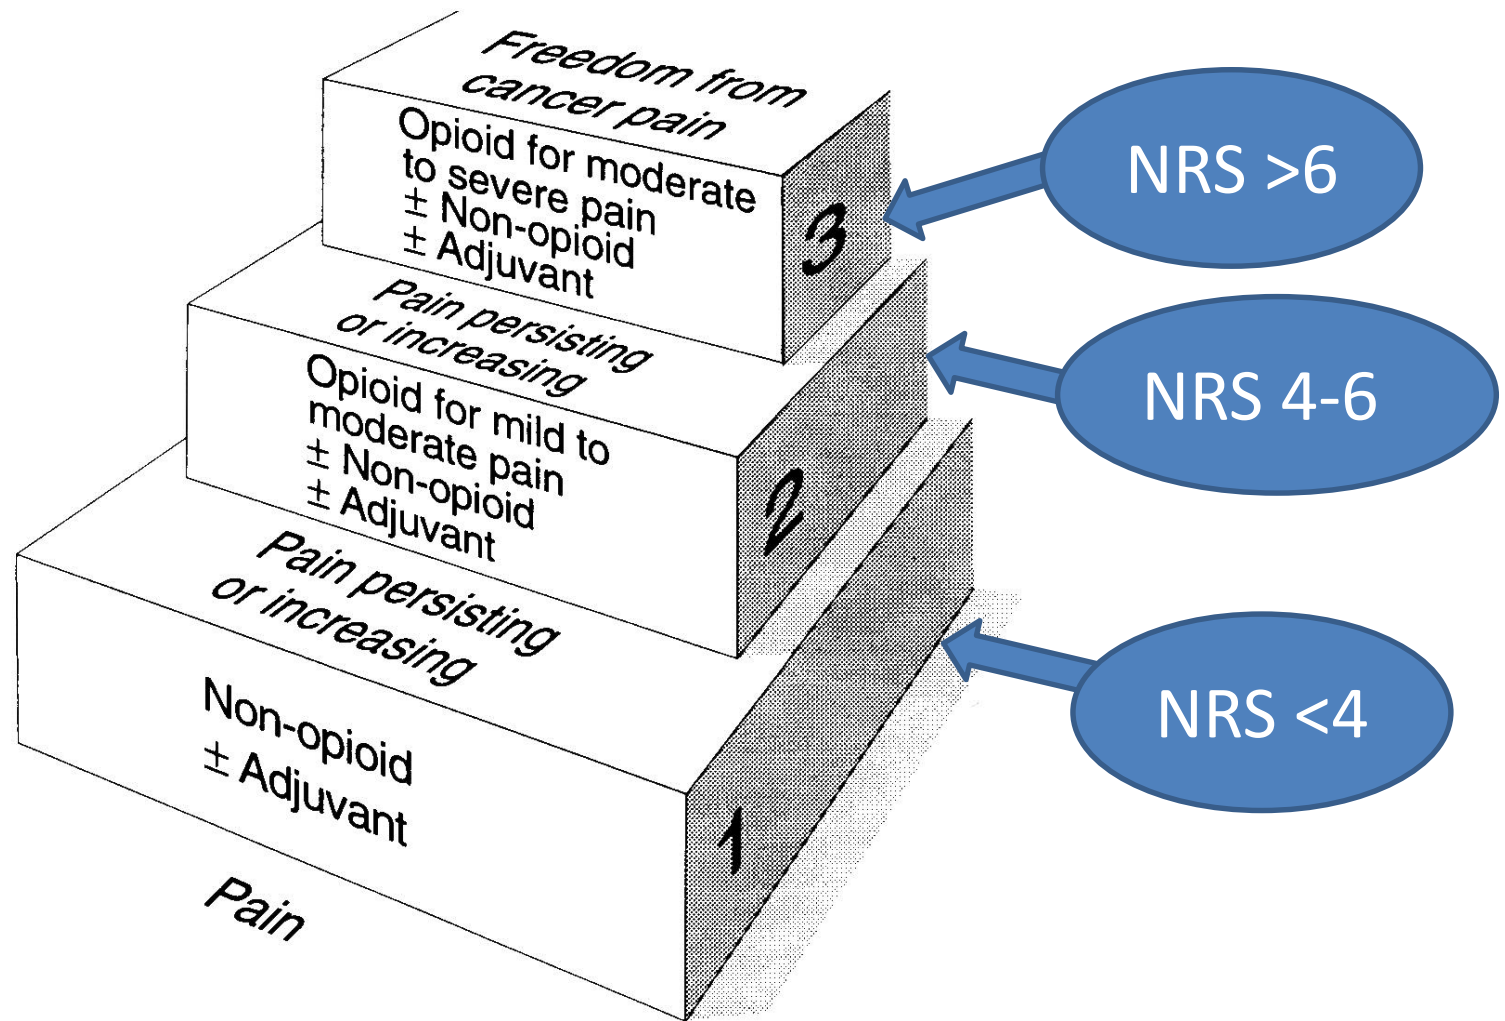 Freedom from
cancer pain
Opioid for moderate
to severe pain
± Non-opioid
± Adjuvant
3
NRS >6
Pain persisting
or increasing
Opioid for mild to
moderate pain
± Non-opioid
± Adjuvant
2
NRS 4-6
Pain persisting
or increasing
Non-opioid
± Adjuvant
1
NRS <4
Pain